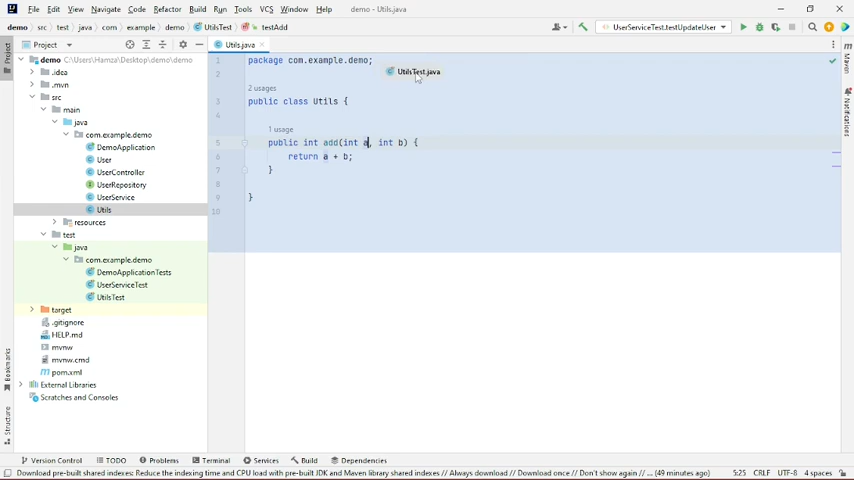 File Edit View Navigate Code Refactor Build Run Tools VCS Window Help demo - Utils.java
demo src test java com example demo UtilsTest testAdd UserServiceTest.testUpdateUser
Project
Utils.java
demo C:\Users\Hamza\Desktop\demo\demo
.idea
.mvn
src
main
java
com.example.demo
DemoApplication
User
UserController
UserRepository
UserService
Utils
resources
test
java
com.example.demo
DemoApplicationTests
UserServiceTest
UtilsTest
target
.gitignore
HELP.md
mvnw
mvnw.cmd
pom.xml
External Libraries
Scratches and Consoles
1 package com.example.demo;
UtilsTest.java
2
2 usages
3 public class Utils {
4
1 usage
5 public int add(int a, int b) {
6 return a + b;
7 }
8
9 }
10
Project
Bookmarks
Structure
Maven
Notifications
Version Control TODO Problems Terminal Services Build Dependencies
Download pre-built shared indexes: Reduce the indexing time and CPU load with pre-built JDK and Maven library shared indexes // Always download // Download once // Don't show again // ... (49 minutes ago) 5:25 CRLF UTF-8 4 spaces